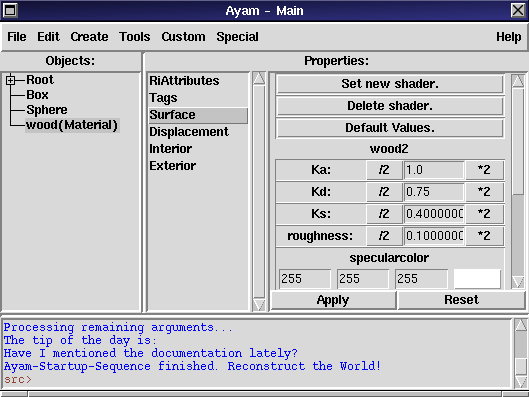 Ayam - Main
File Edit Create Tools Custom Special Help
Objects:
Root
Box
Sphere
wood(Material)
Properties:
RiAttributes
Tags
Surface
Displacement
Interior
Exterior
Set new shader.
Delete shader.
Default Values.
wood2
Ka: /2 1.0 *2
Kd: /2 0.75 *2
Ks: /2 0.4000000 *2
roughness: /2 0.1000000 *2
specularcolor
255 255 255
Apply Reset
Processing remaining arguments...
The tip of the day is:
Have I mentioned the documentation lately?
Ayam-Startup-Sequence finished. Reconstruct the World!
src>